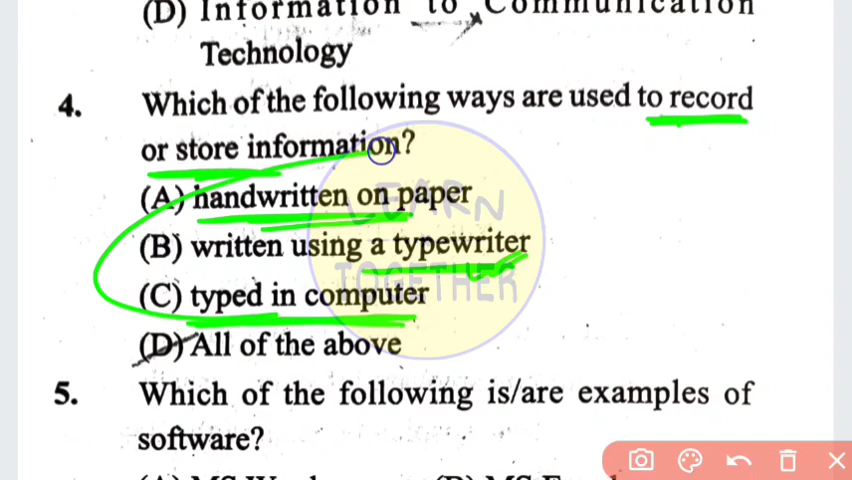 (D) Information to Communication
Technology
4. Which of the following ways are used to record
or store information?
(A) handwritten on paper
(B) written using a typewriter
(C) typed in computer
(D) All of the above
LEARN
TOGETHER
5. Which of the following is/are examples of
software?